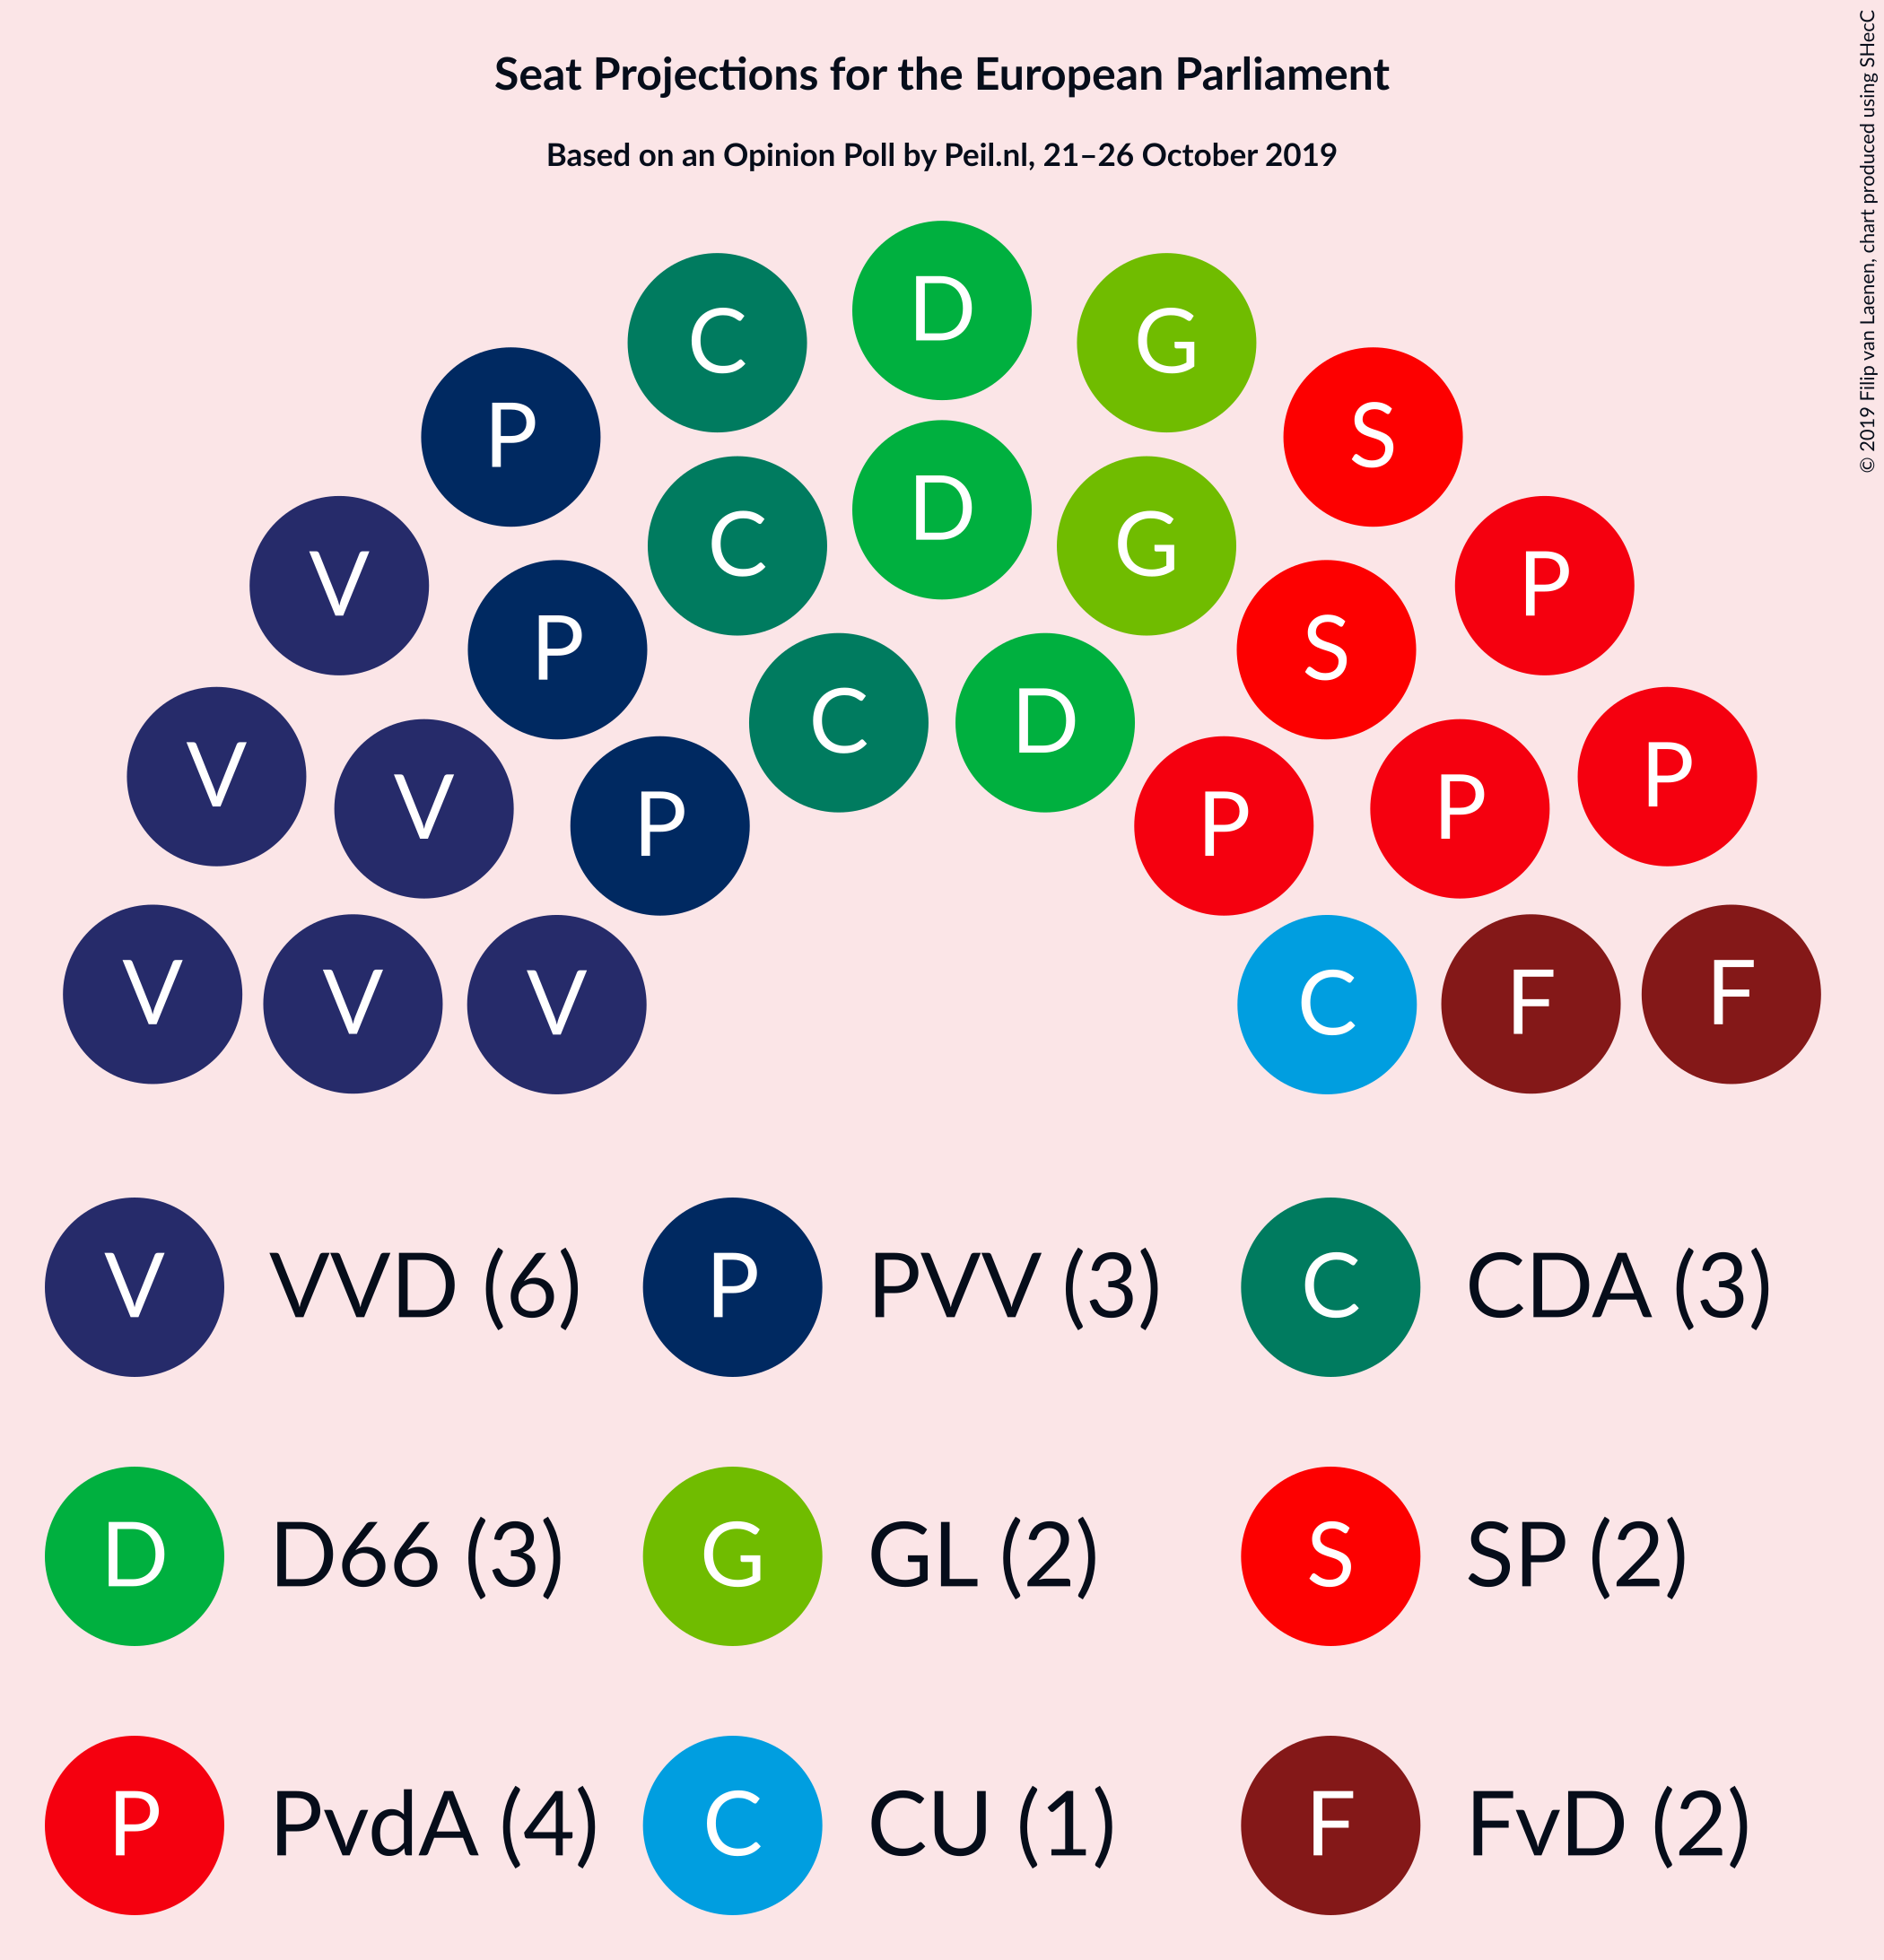 Seat Projections for the European Parliament
Based on an Opinion Poll by Peil.nl, 21–26 October 2019
© 2019 Filip van Laenen, chart produced using SHecC
D
C G
P S
D
C G
V P
P S
C D
V P
V P
P P
V F
V F
V C
V VVD (6) P PVV (3) C CDA (3)
D D66 (3) G GL (2) S SP (2)
P PvdA (4) C CU (1) F FvD (2)